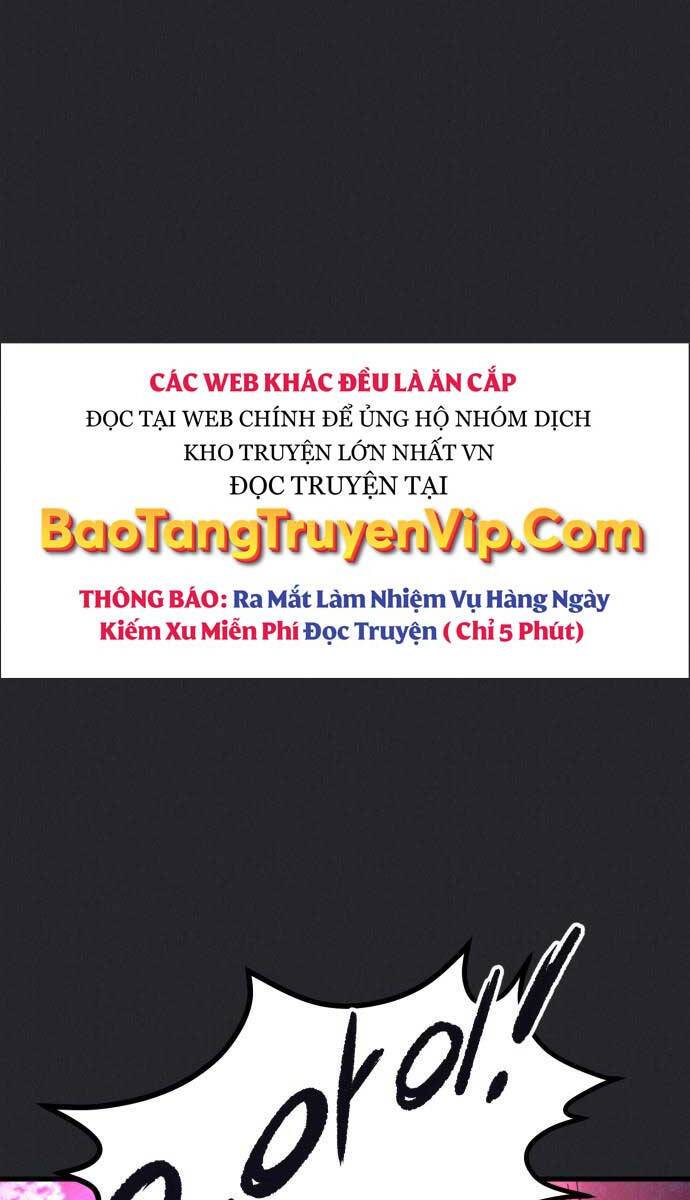 CÁC WEB KHÁC ĐỀU LÀ ĂN CẮP
ĐỌC TẠI WEB CHÍNH ĐỂ ỦNG HỘ NHÓM DỊCH
KHO TRUYỆN LỚN NHẤT VN
ĐỌC TRUYỆN TẠI
BaoTangTruyenVip.Com
THÔNG BÁO: Ra Mắt Làm Nhiệm Vụ Hàng Ngày
Kiếm Xu Miễn Phí Đọc Truyện ( Chỉ 5 Phút)
아이!!